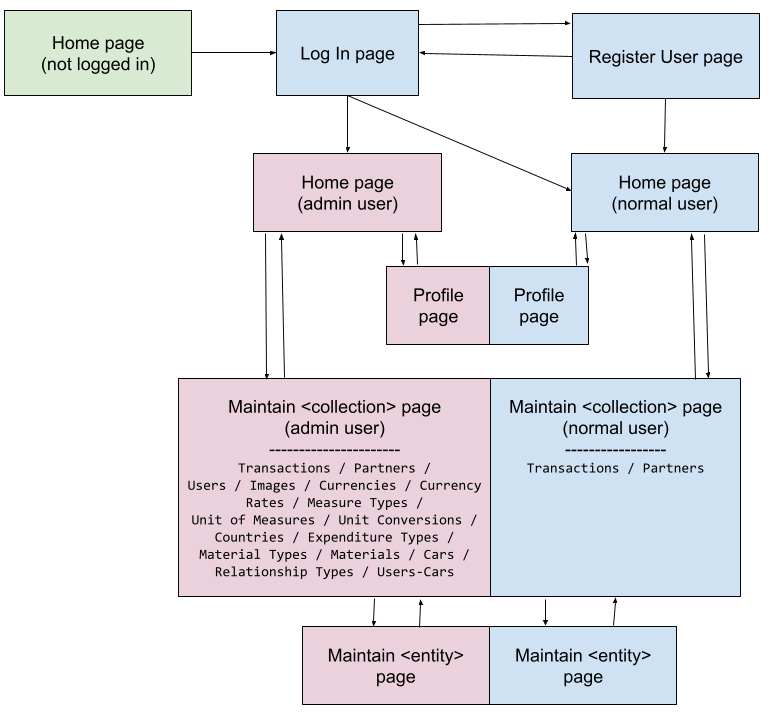 Home page
(not logged in)
Log In page
Register User page
Home page
(admin user)
Home page
(normal user)
Profile
page
Profile
page
Maintain <collection> page
(admin user)
----------------------
Transactions / Partners /
Users / Images / Currencies / Currency
Rates / Measure Types /
Unit of Measures / Unit Conversions /
Countries / Expenditure Types /
Material Types / Materials / Cars /
Relationship Types / Users-Cars
Maintain <collection> page
(normal user)
-----------------
Transactions / Partners
Maintain <entity>
page
Maintain <entity>
page